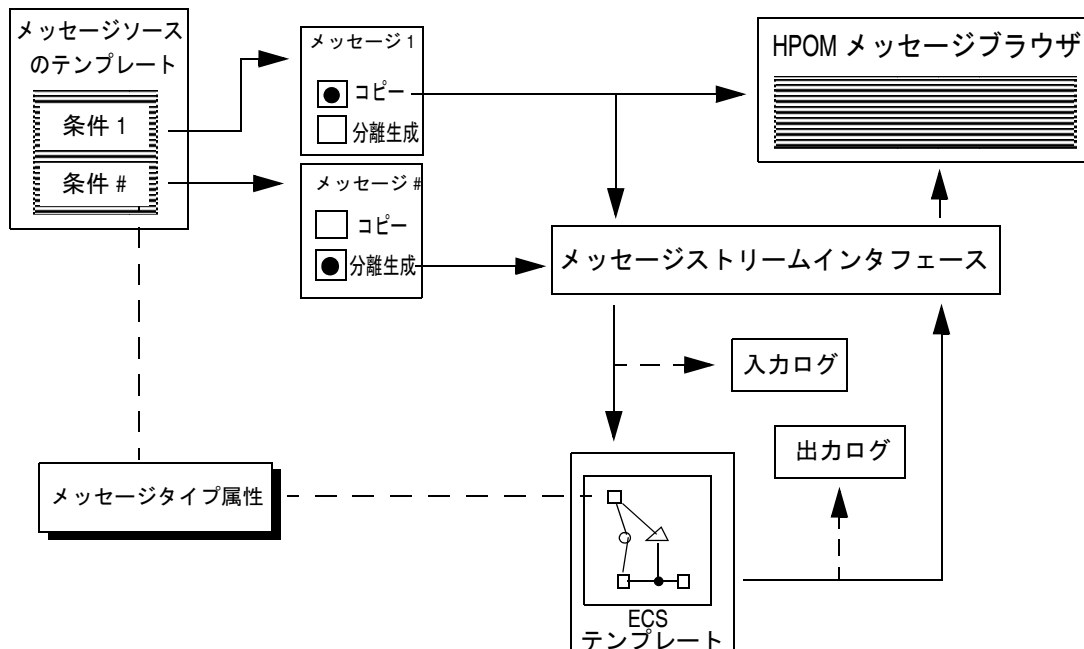 メッセージソース
のテンプレート
条件 1
条件 #
メッセージ 1
コピー
分離生成
メッセージ #
コピー
分離生成
HPOM メッセージブラウザ
メッセージストリームインタフェース
入力ログ
出力ログ
メッセージタイプ属性
ECS
テンプレート